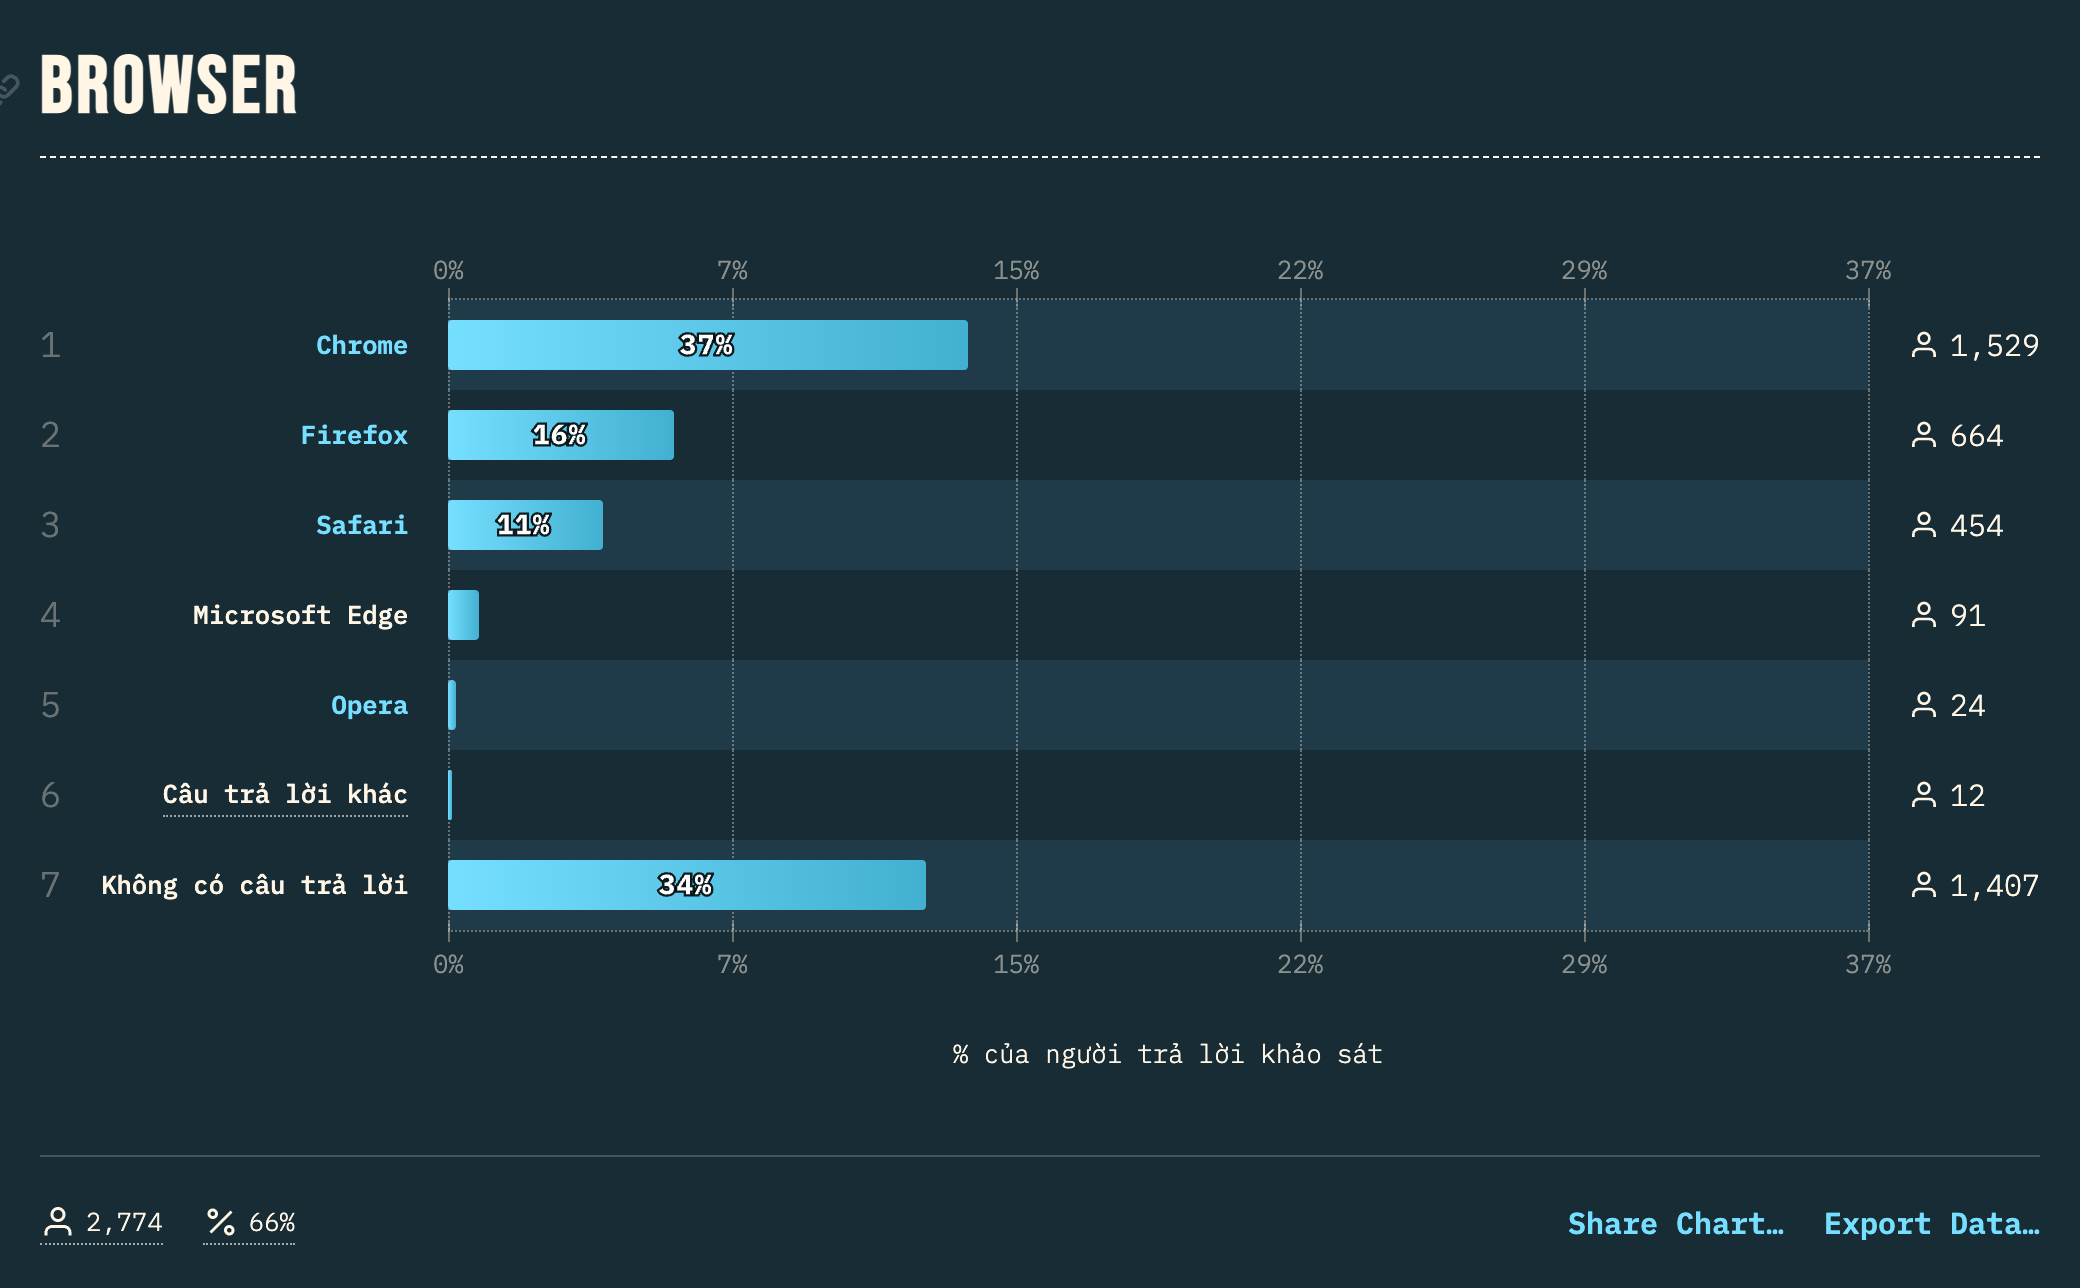 BROWSER
0% 7% 15% 22% 29% 37%
1 Chrome 37% 1,529
2 Firefox 16% 664
3 Safari 11% 454
4 Microsoft Edge 91
5 Opera 24
6 Câu trả lời khác 12
7 Không có câu trả lời 34% 1,407
0% 7% 15% 22% 29% 37%
% của người trả lời khảo sát
2,774 66% Share Chart… Export Data…